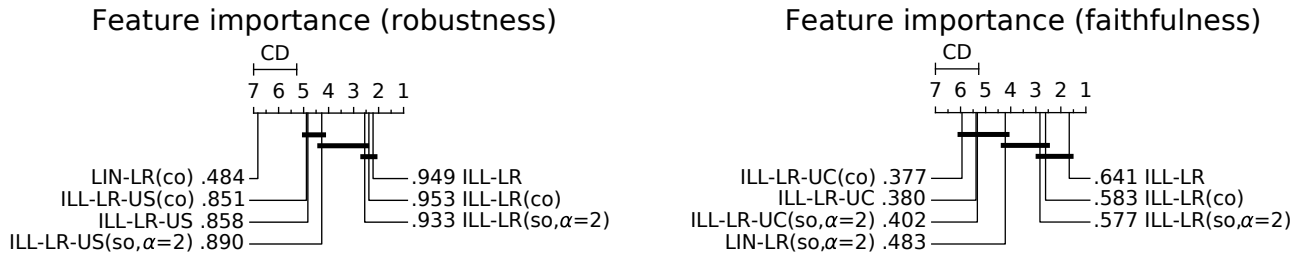 Feature importance (robustness)
CD
7 6 5 4 3 2 1
LIN-LR(co) .484
ILL-LR-US(co) .851
ILL-LR-US .858
ILL-LR-US(so,α=2) .890
.949 ILL-LR
.953 ILL-LR(co)
.933 ILL-LR(so,α=2)
Feature importance (faithfulness)
CD
7 6 5 4 3 2 1
ILL-LR-UC(co) .377
ILL-LR-UC .380
ILL-LR-UC(so,α=2) .402
LIN-LR(so,α=2) .483
.641 ILL-LR
.583 ILL-LR(co)
.577 ILL-LR(so,α=2)